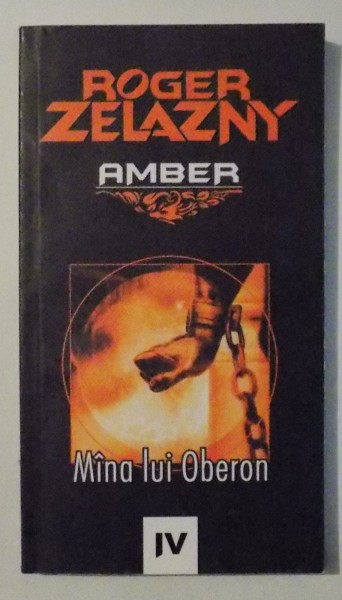 ROGER
ZELAZNY
AMBER
Mîna lui Oberon
IV